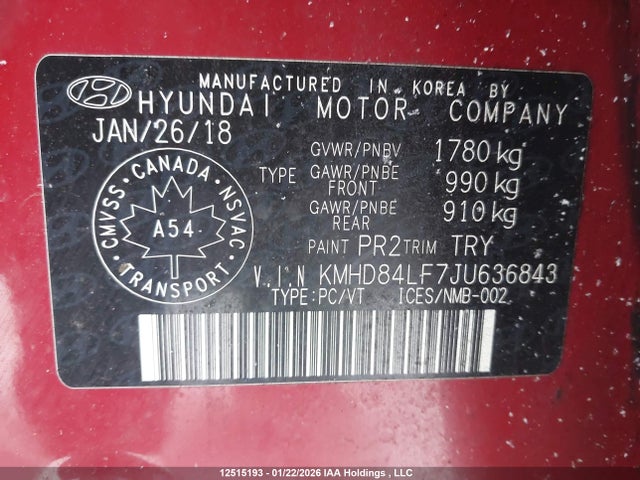 MANUFACTURED IN KOREA BY
HYUNDAI MOTOR COMPANY
JAN/26/18
GVWR/PNBV 1780 kg
TYPE GAWR/PNBE FRONT 990 kg
GAWR/PNBE REAR 910 kg
PAINT PR2 TRIM TRY
CANADA
CMVSS · NSVAC
A54
TRANSPORT
V.I.N KMHD84LF7JU636843
TYPE:PC/VT ICES/NMB-002
12515193 - 01/22/2026 IAA Holdings , LLC